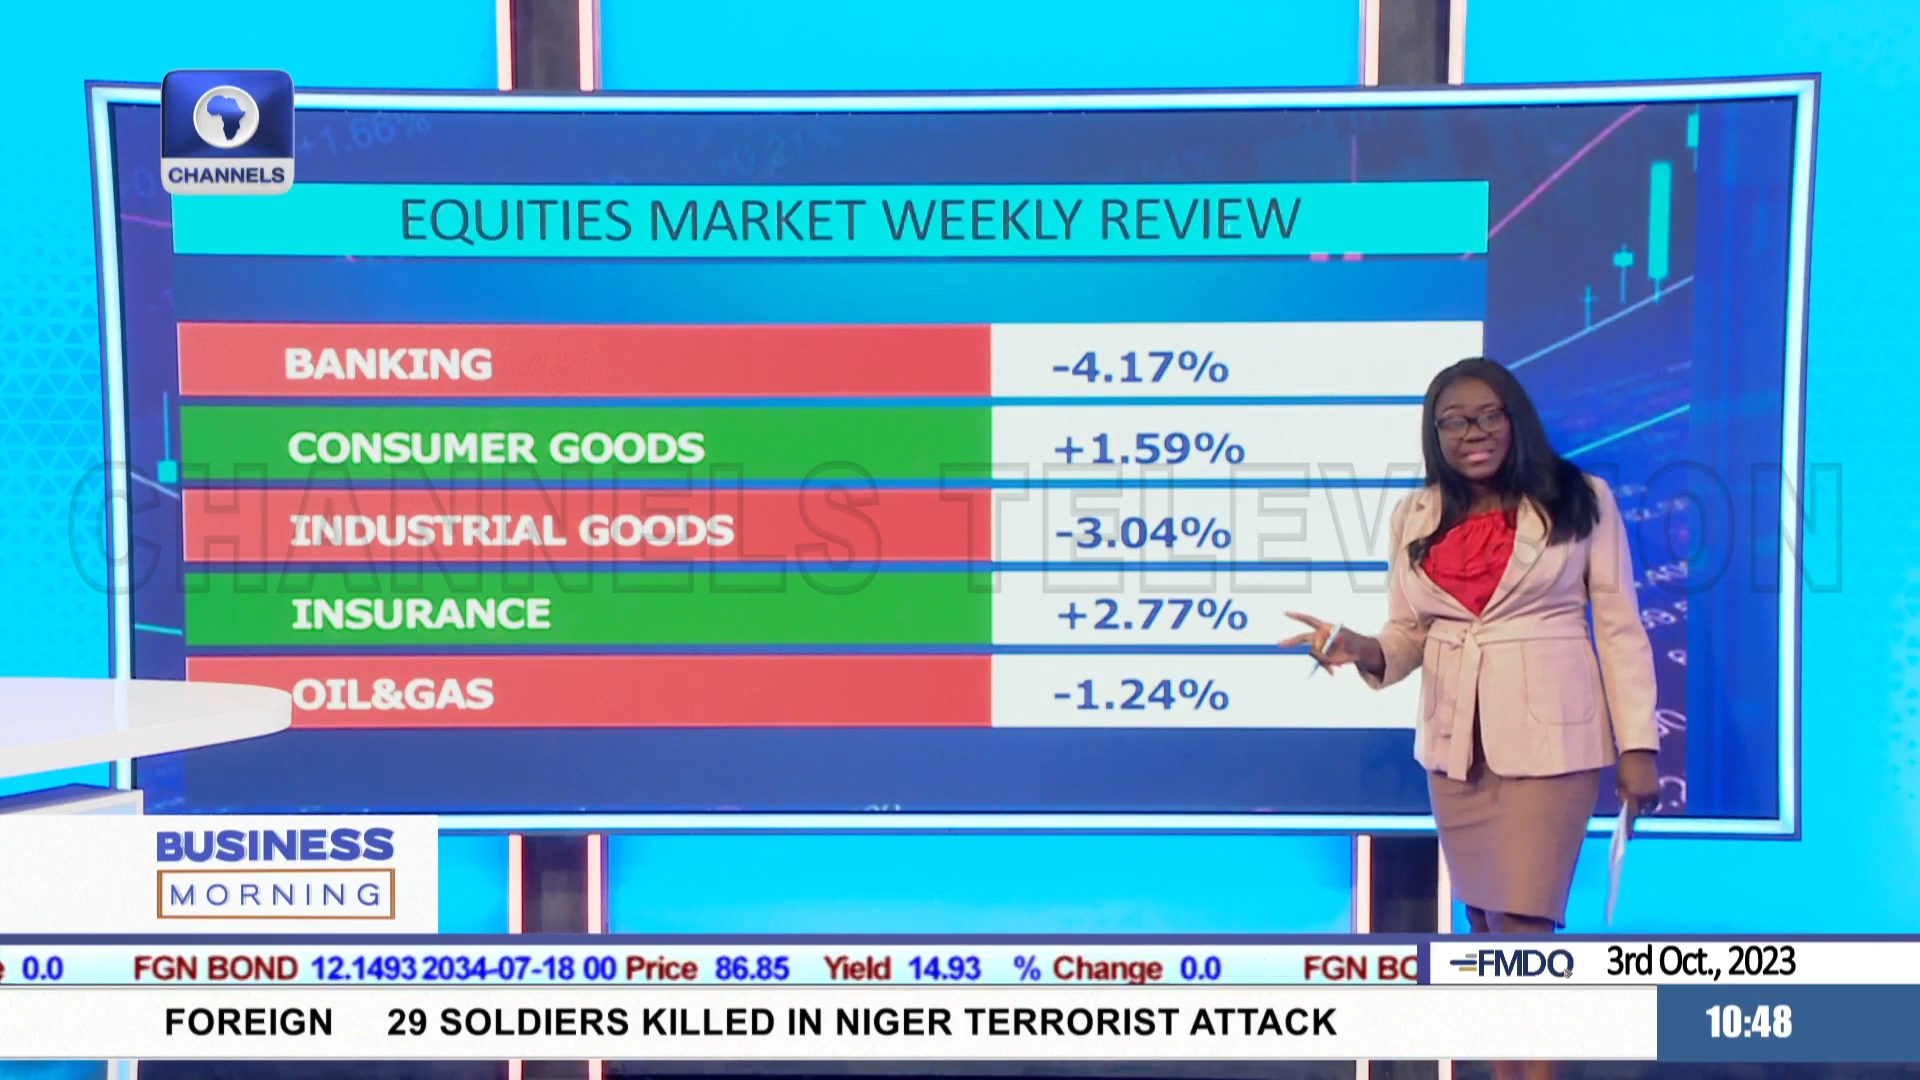 CHANNELS
EQUITIES MARKET WEEKLY REVIEW
BANKING -4.17%
CONSUMER GOODS +1.59%
CHANNELS TELEVISION
INDUSTRIAL GOODS -3.04%
INSURANCE +2.77%
OIL&GAS -1.24%
BUSINESS
MORNING
0.0 FGN BOND 12.1493 2034-07-18 00 Price 86.85 Yield 14.93 % Change 0.0 FGN BO
FMDQ 3rd Oct., 2023
FOREIGN 29 SOLDIERS KILLED IN NIGER TERRORIST ATTACK
10:48